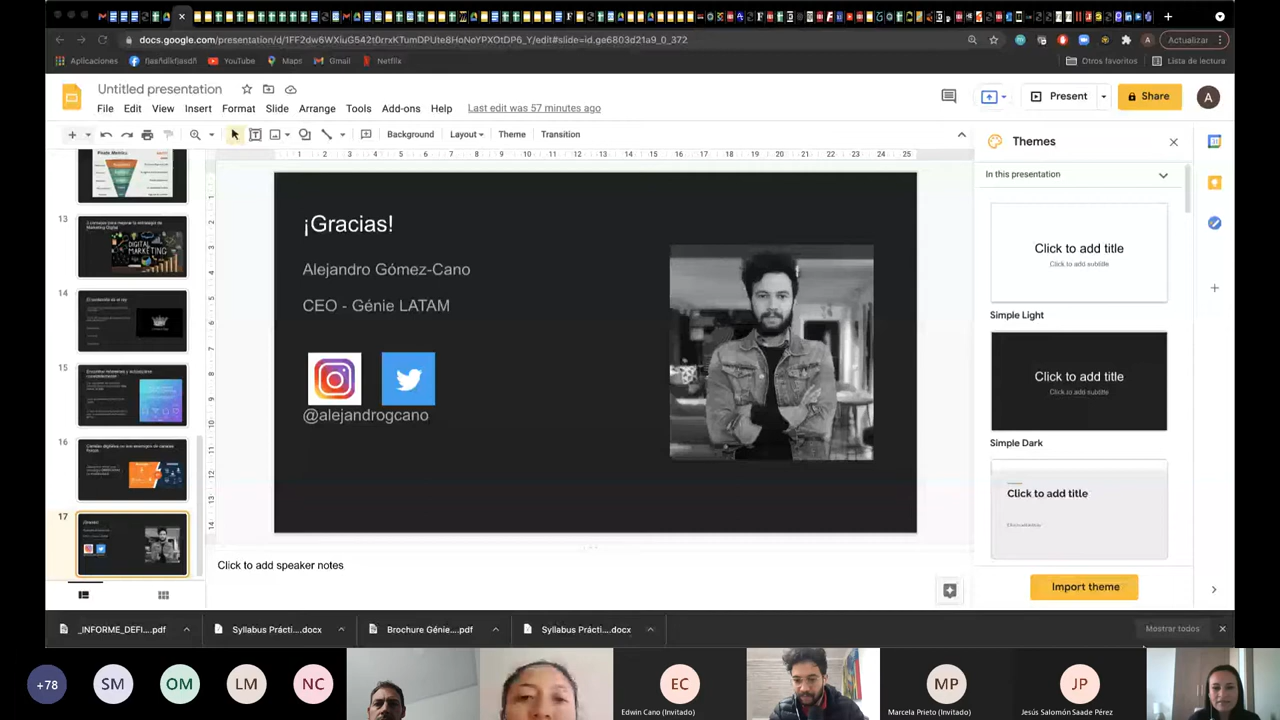 docs.google.com/presentation/d/1FF2dw6WXiuG542t0rrxKTumDPUte8HoNoYPXOtDP6_Y/edit#slide=id.ge6803d21a9_0_372
Actualizar
Aplicaciones
YouTube
Maps
Gmail
Netflix
Otros favoritos
Lista de lectura
Untitled presentation
File Edit View Insert Format Slide Arrange Tools Add-ons Help Last edit was 57 minutes ago
Present
Share
A
Background Layout Theme Transition
Themes
In this presentation
Click to add title
Click to add subtitle
Simple Light
Click to add title
Click to add subtitle
Simple Dark
Click to add title
Import theme
13
DIGITAL
MARKETING
14
15
16
17
¡Gracias!
Alejandro Gómez-Cano
CEO - Génie LATAM
@alejandrogcano
Click to add speaker notes
_INFORME_DEFI....pdf
Syllabus Prácti....docx
Brochure Génie....pdf
Syllabus Prácti....docx
Mostrar todos
+78
SM
OM
LM
NC
EC
Edwin Cano (Invitado)
MP
Marcela Prieto (Invitado)
JP
Jesús Salomón Saade Pérez